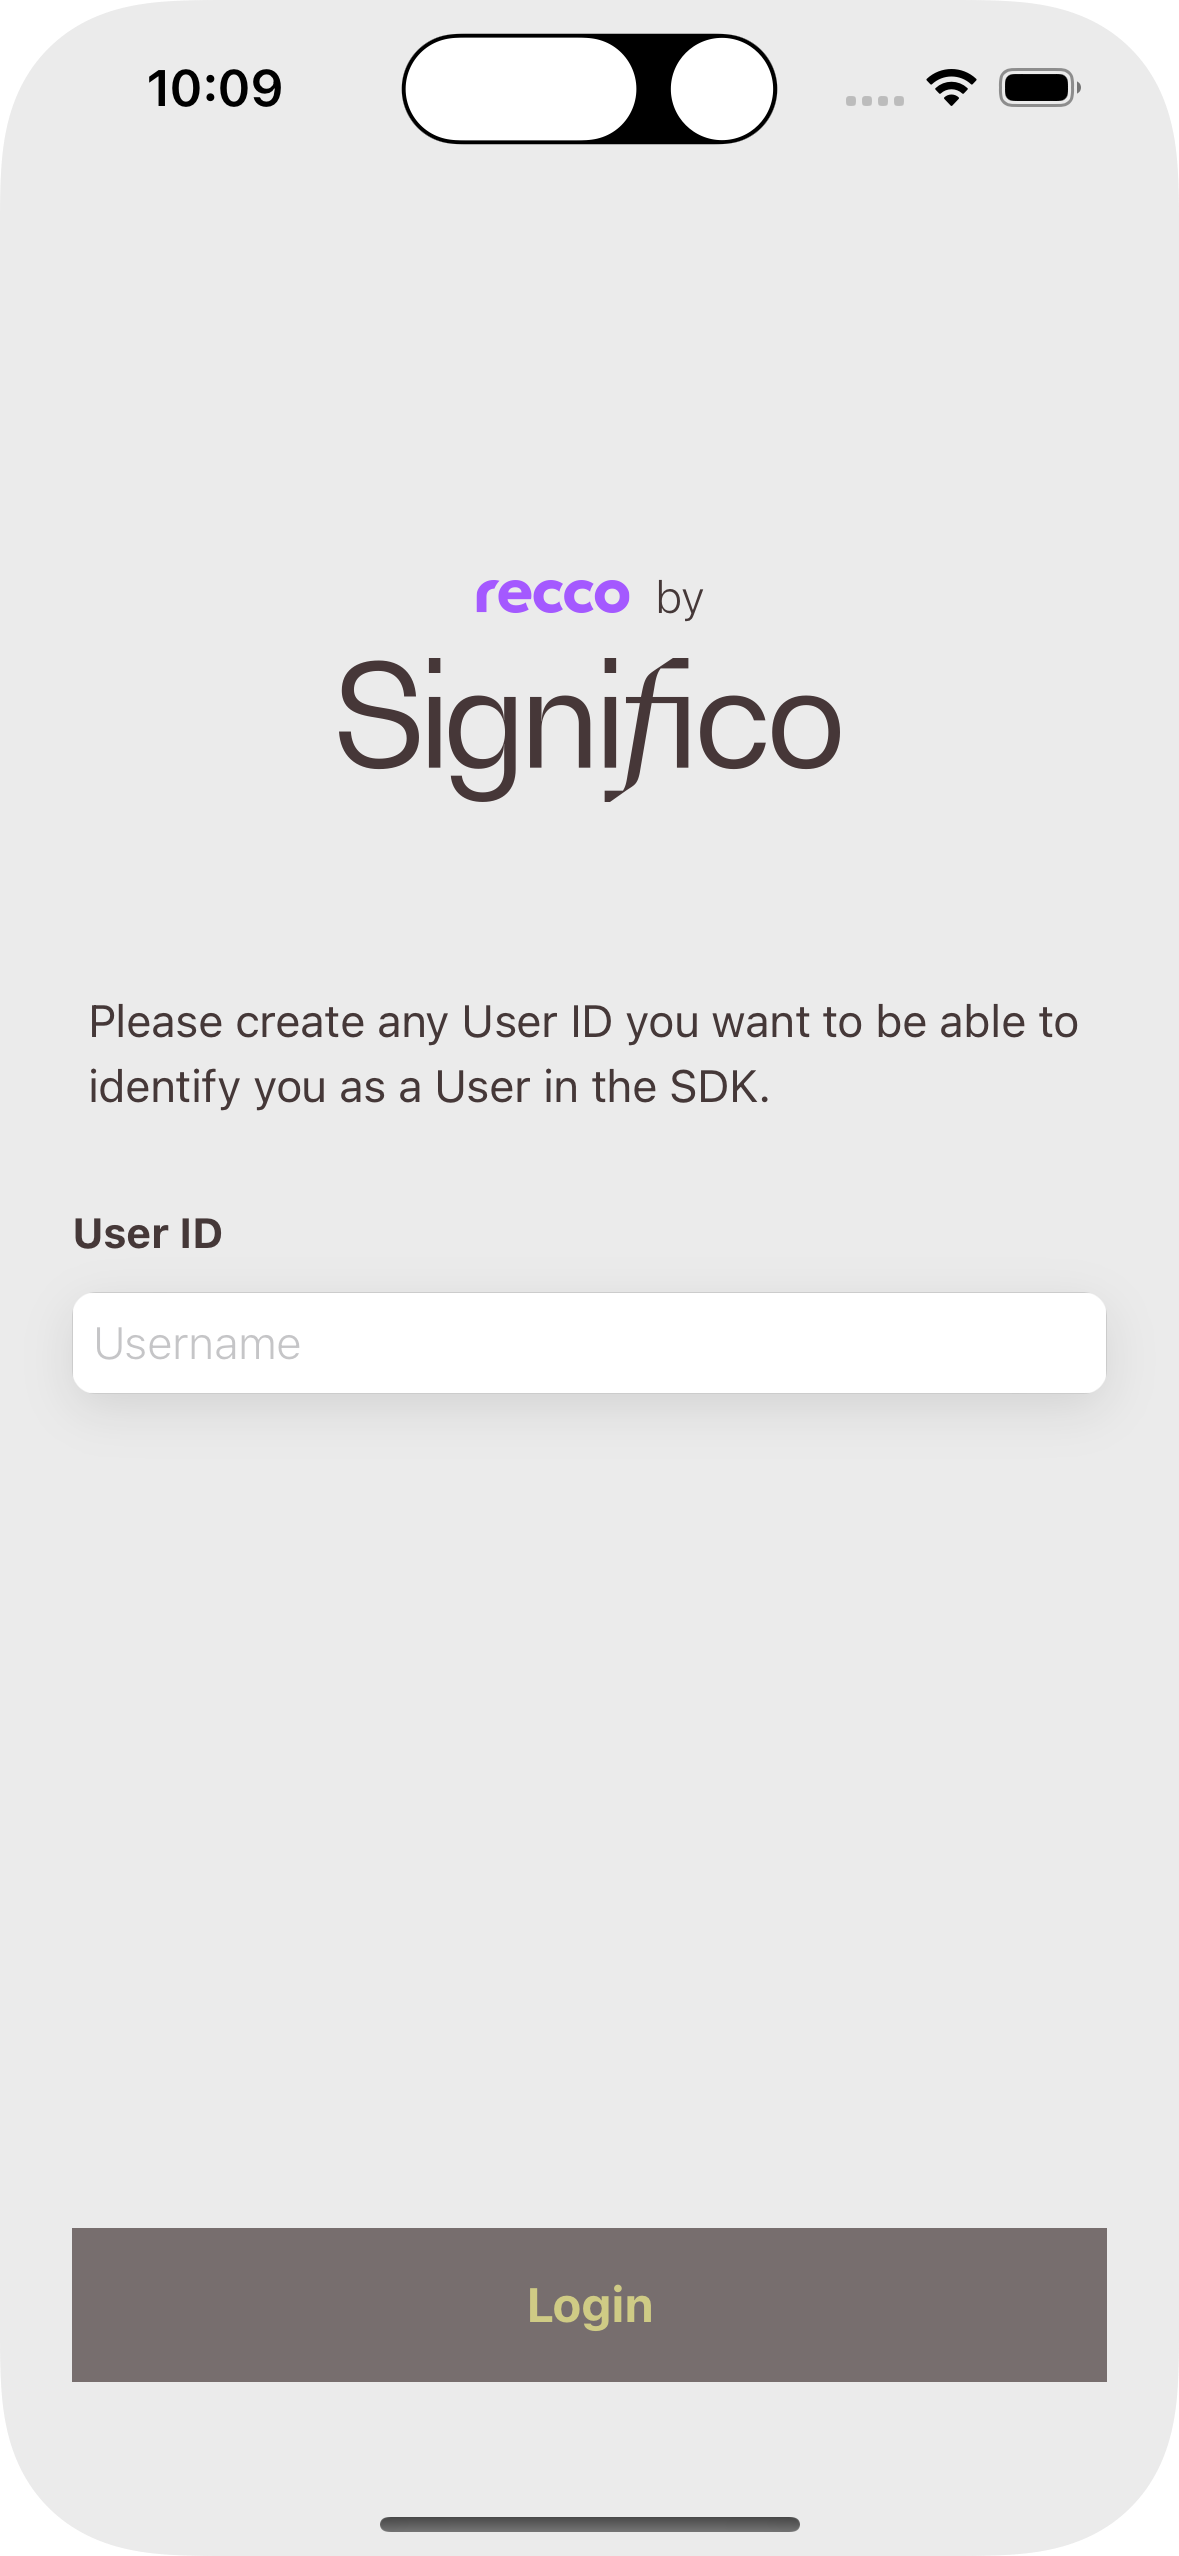 10:09
recco by
Significo
Please create any User ID you want to be able to
identify you as a User in the SDK.
User ID
Username
Login